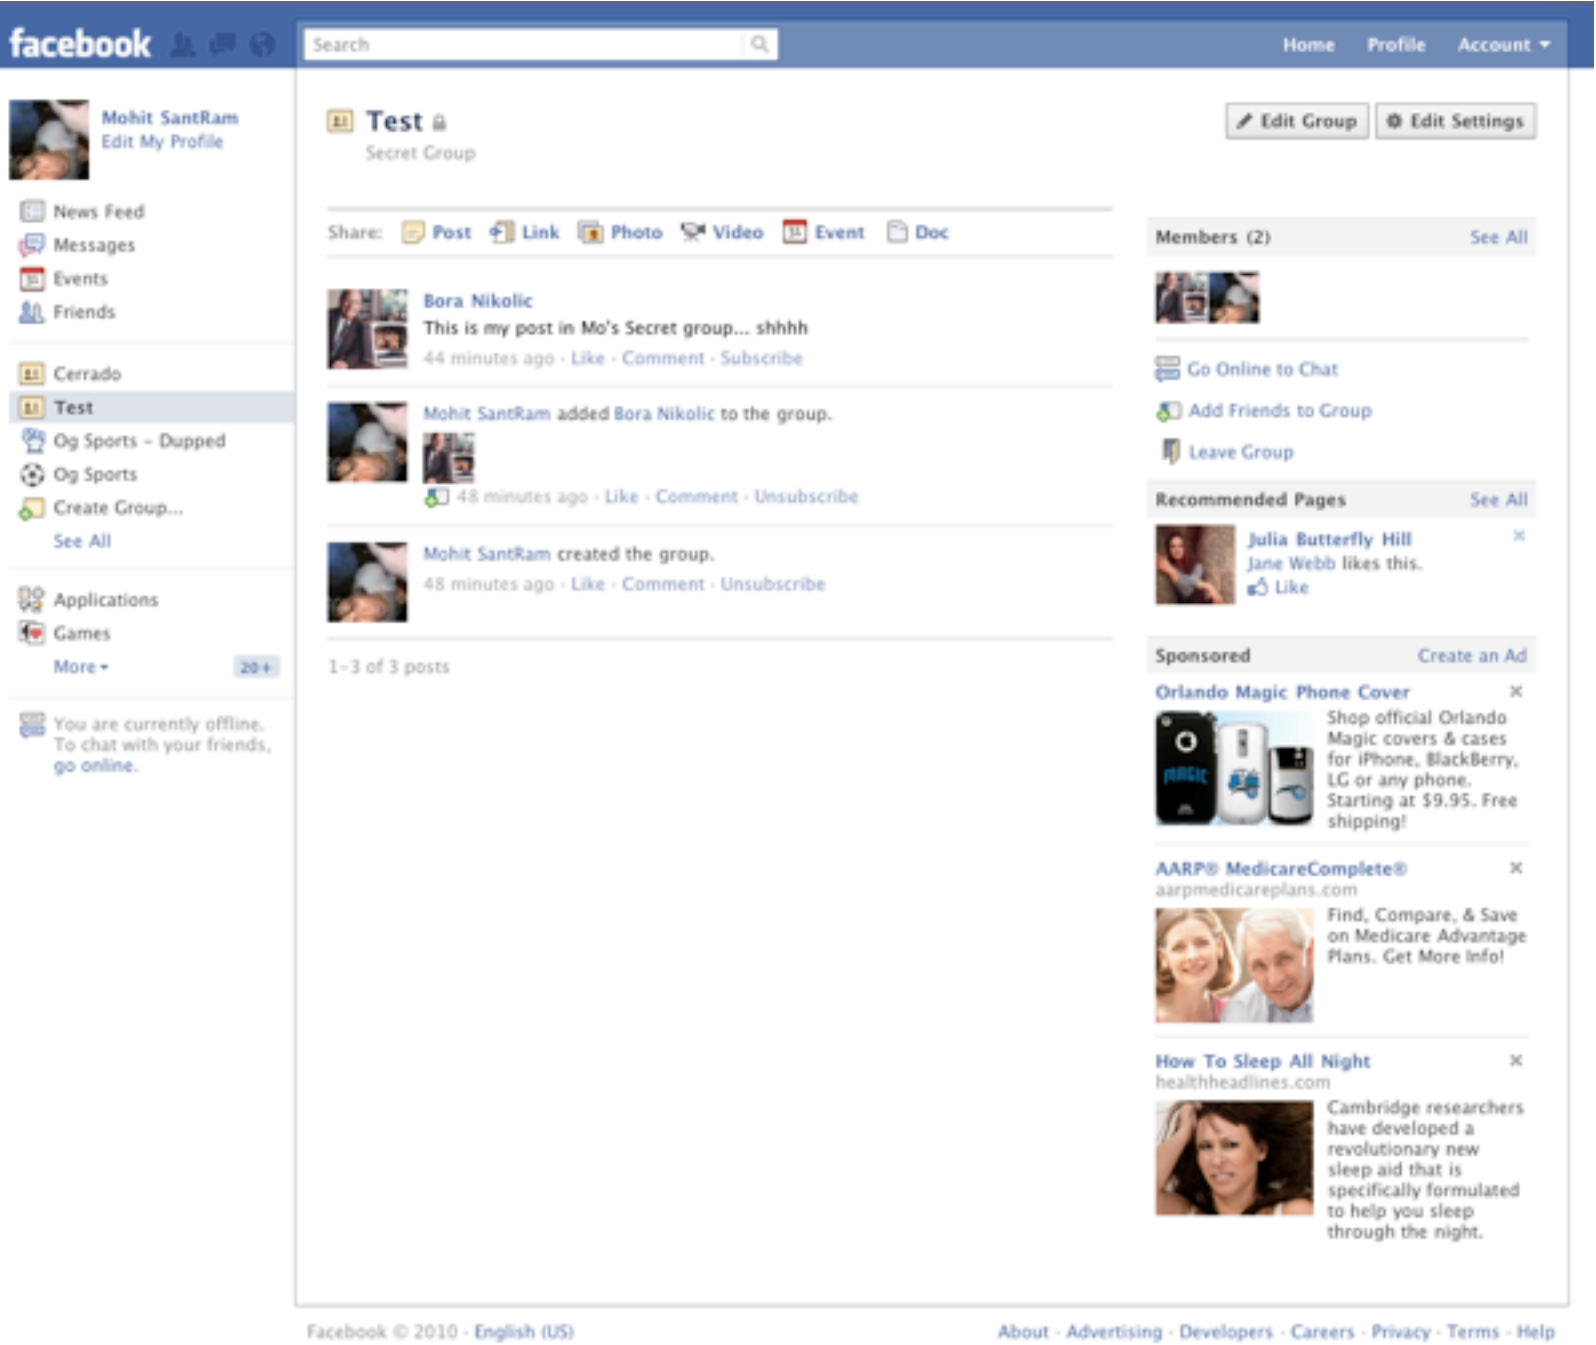 facebook
Search
Home Profile Account
Mohit SantRam
Edit My Profile
News Feed
Messages
Events
Friends
Cerrado
Test
Og Sports - Dupped
Og Sports
Create Group...
See All
Applications
Games
More 20+
You are currently offline.
To chat with your friends,
go online.
Test
Secret Group
Edit Group Edit Settings
Share: Post Link Photo Video Event Doc
Bora Nikolic
This is my post in Mo's Secret group... shhhh
44 minutes ago · Like · Comment · Subscribe
Mohit SantRam added Bora Nikolic to the group.
48 minutes ago · Like · Comment · Unsubscribe
Mohit SantRam created the group.
48 minutes ago · Like · Comment · Unsubscribe
1-3 of 3 posts
Members (2) See All
Go Online to Chat
Add Friends to Group
Leave Group
Recommended Pages See All
Julia Butterfly Hill
Jane Webb likes this.
Like
Sponsored Create an Ad
Orlando Magic Phone Cover
MAGIC
Shop official Orlando
Magic covers & cases
for iPhone, BlackBerry,
LG or any phone.
Starting at $9.95. Free
shipping!
AARP® MedicareComplete®
aarpmedicareplans.com
Find, Compare, & Save
on Medicare Advantage
Plans. Get More Info!
How To Sleep All Night
healthheadlines.com
Cambridge researchers
have developed a
revolutionary new
sleep aid that is
specifically formulated
to help you sleep
through the night.
Facebook © 2010 · English (US)
About · Advertising · Developers · Careers · Privacy · Terms · Help